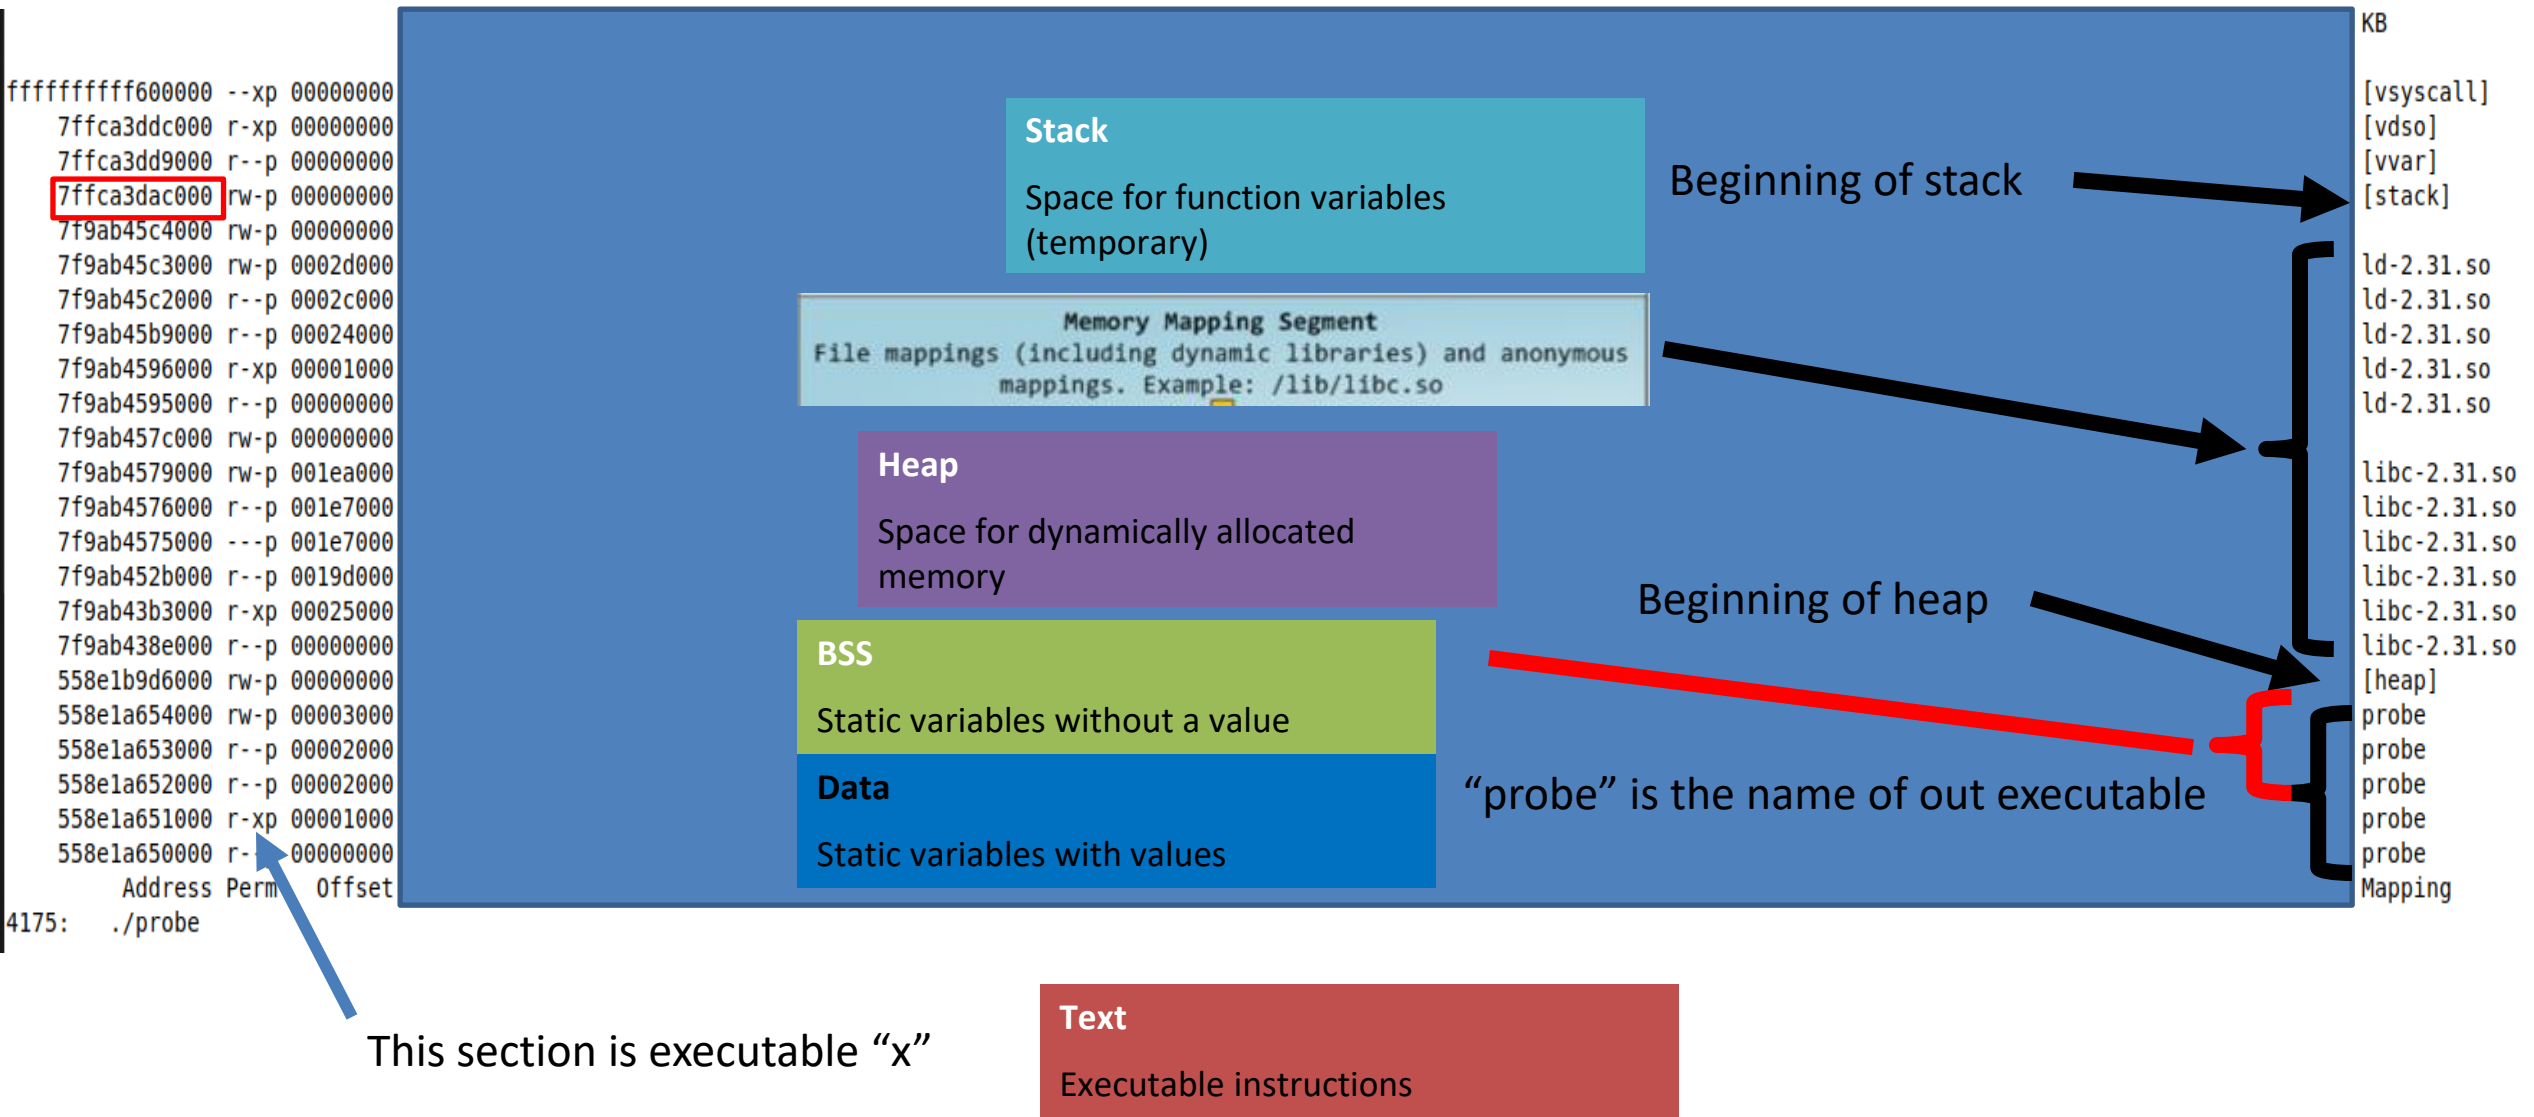 KB
ffffffffff600000 --xp 00000000 [vsyscall]
7ffca3ddc000 r-xp 00000000 [vdso]
7ffca3dd9000 r--p 00000000 [vvar]
7ffca3dac000 rw-p 00000000 [stack]
7f9ab45c4000 rw-p 00000000
7f9ab45c3000 rw-p 0002d000 ld-2.31.so
7f9ab45c2000 r--p 0002c000 ld-2.31.so
7f9ab45b9000 r--p 00024000 ld-2.31.so
7f9ab4596000 r-xp 00001000 ld-2.31.so
7f9ab4595000 r--p 00000000 ld-2.31.so
7f9ab457c000 rw-p 00000000
7f9ab4579000 rw-p 001ea000 libc-2.31.so
7f9ab4576000 r--p 001e7000 libc-2.31.so
7f9ab4575000 ---p 001e7000 libc-2.31.so
7f9ab452b000 r--p 0019d000 libc-2.31.so
7f9ab43b3000 r-xp 00025000 libc-2.31.so
7f9ab438e000 r--p 00000000 libc-2.31.so
558e1b9d6000 rw-p 00000000 [heap]
558e1a654000 rw-p 00003000 probe
558e1a653000 r--p 00002000 probe
558e1a652000 r--p 00002000 probe
558e1a651000 r-xp 00001000 probe
558e1a650000 r-- 00000000 probe
Address Perm Offset Mapping
4175: ./probe
Stack
Space for function variables
(temporary)
Beginning of stack
Memory Mapping Segment
File mappings (including dynamic libraries) and anonymous
mappings. Example: /lib/libc.so
Heap
Space for dynamically allocated
memory
Beginning of heap
BSS
Static variables without a value
Data
Static variables with values
“probe” is the name of out executable
This section is executable “x”
Text
Executable instructions